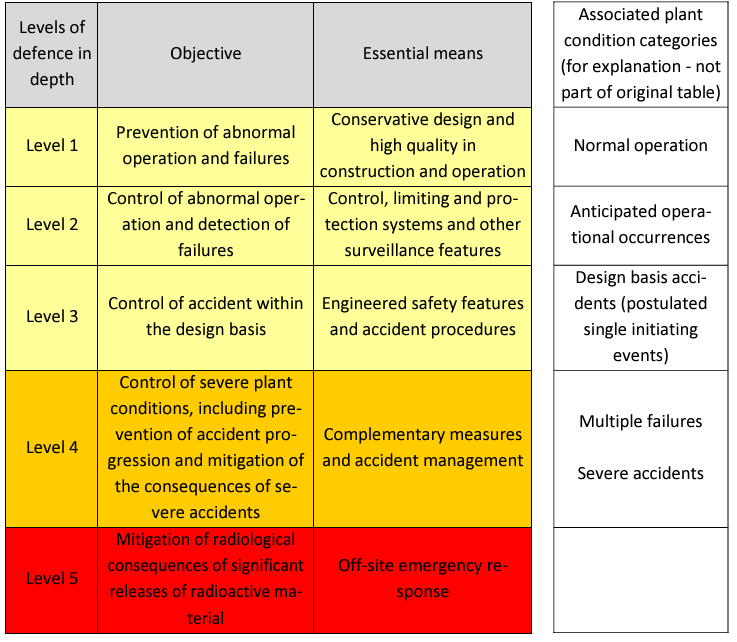 Levels of
defence in
depth
Objective
Essential means
Associated plant
condition categories
(for explanation - not
part of original table)
Level 1
Prevention of abnormal
operation and failures
Conservative design and
high quality in
construction and operation
Normal operation
Level 2
Control of abnormal oper-
ation and detection of
failures
Control, limiting and pro-
tection systems and other
surveillance features
Anticipated opera-
tional occurrences
Level 3
Control of accident within
the design basis
Engineered safety features
and accident procedures
Design basis acci-
dents (postulated
single initiating
events)
Level 4
Control of severe plant
conditions, including pre-
vention of accident pro-
gression and mitigation of
the consequences of se-
vere accidents
Complementary measures
and accident management
Multiple failures
Severe accidents
Level 5
Mitigation of radiological
consequences of significant
releases of radioactive ma-
terial
Off-site emergency re-
sponse